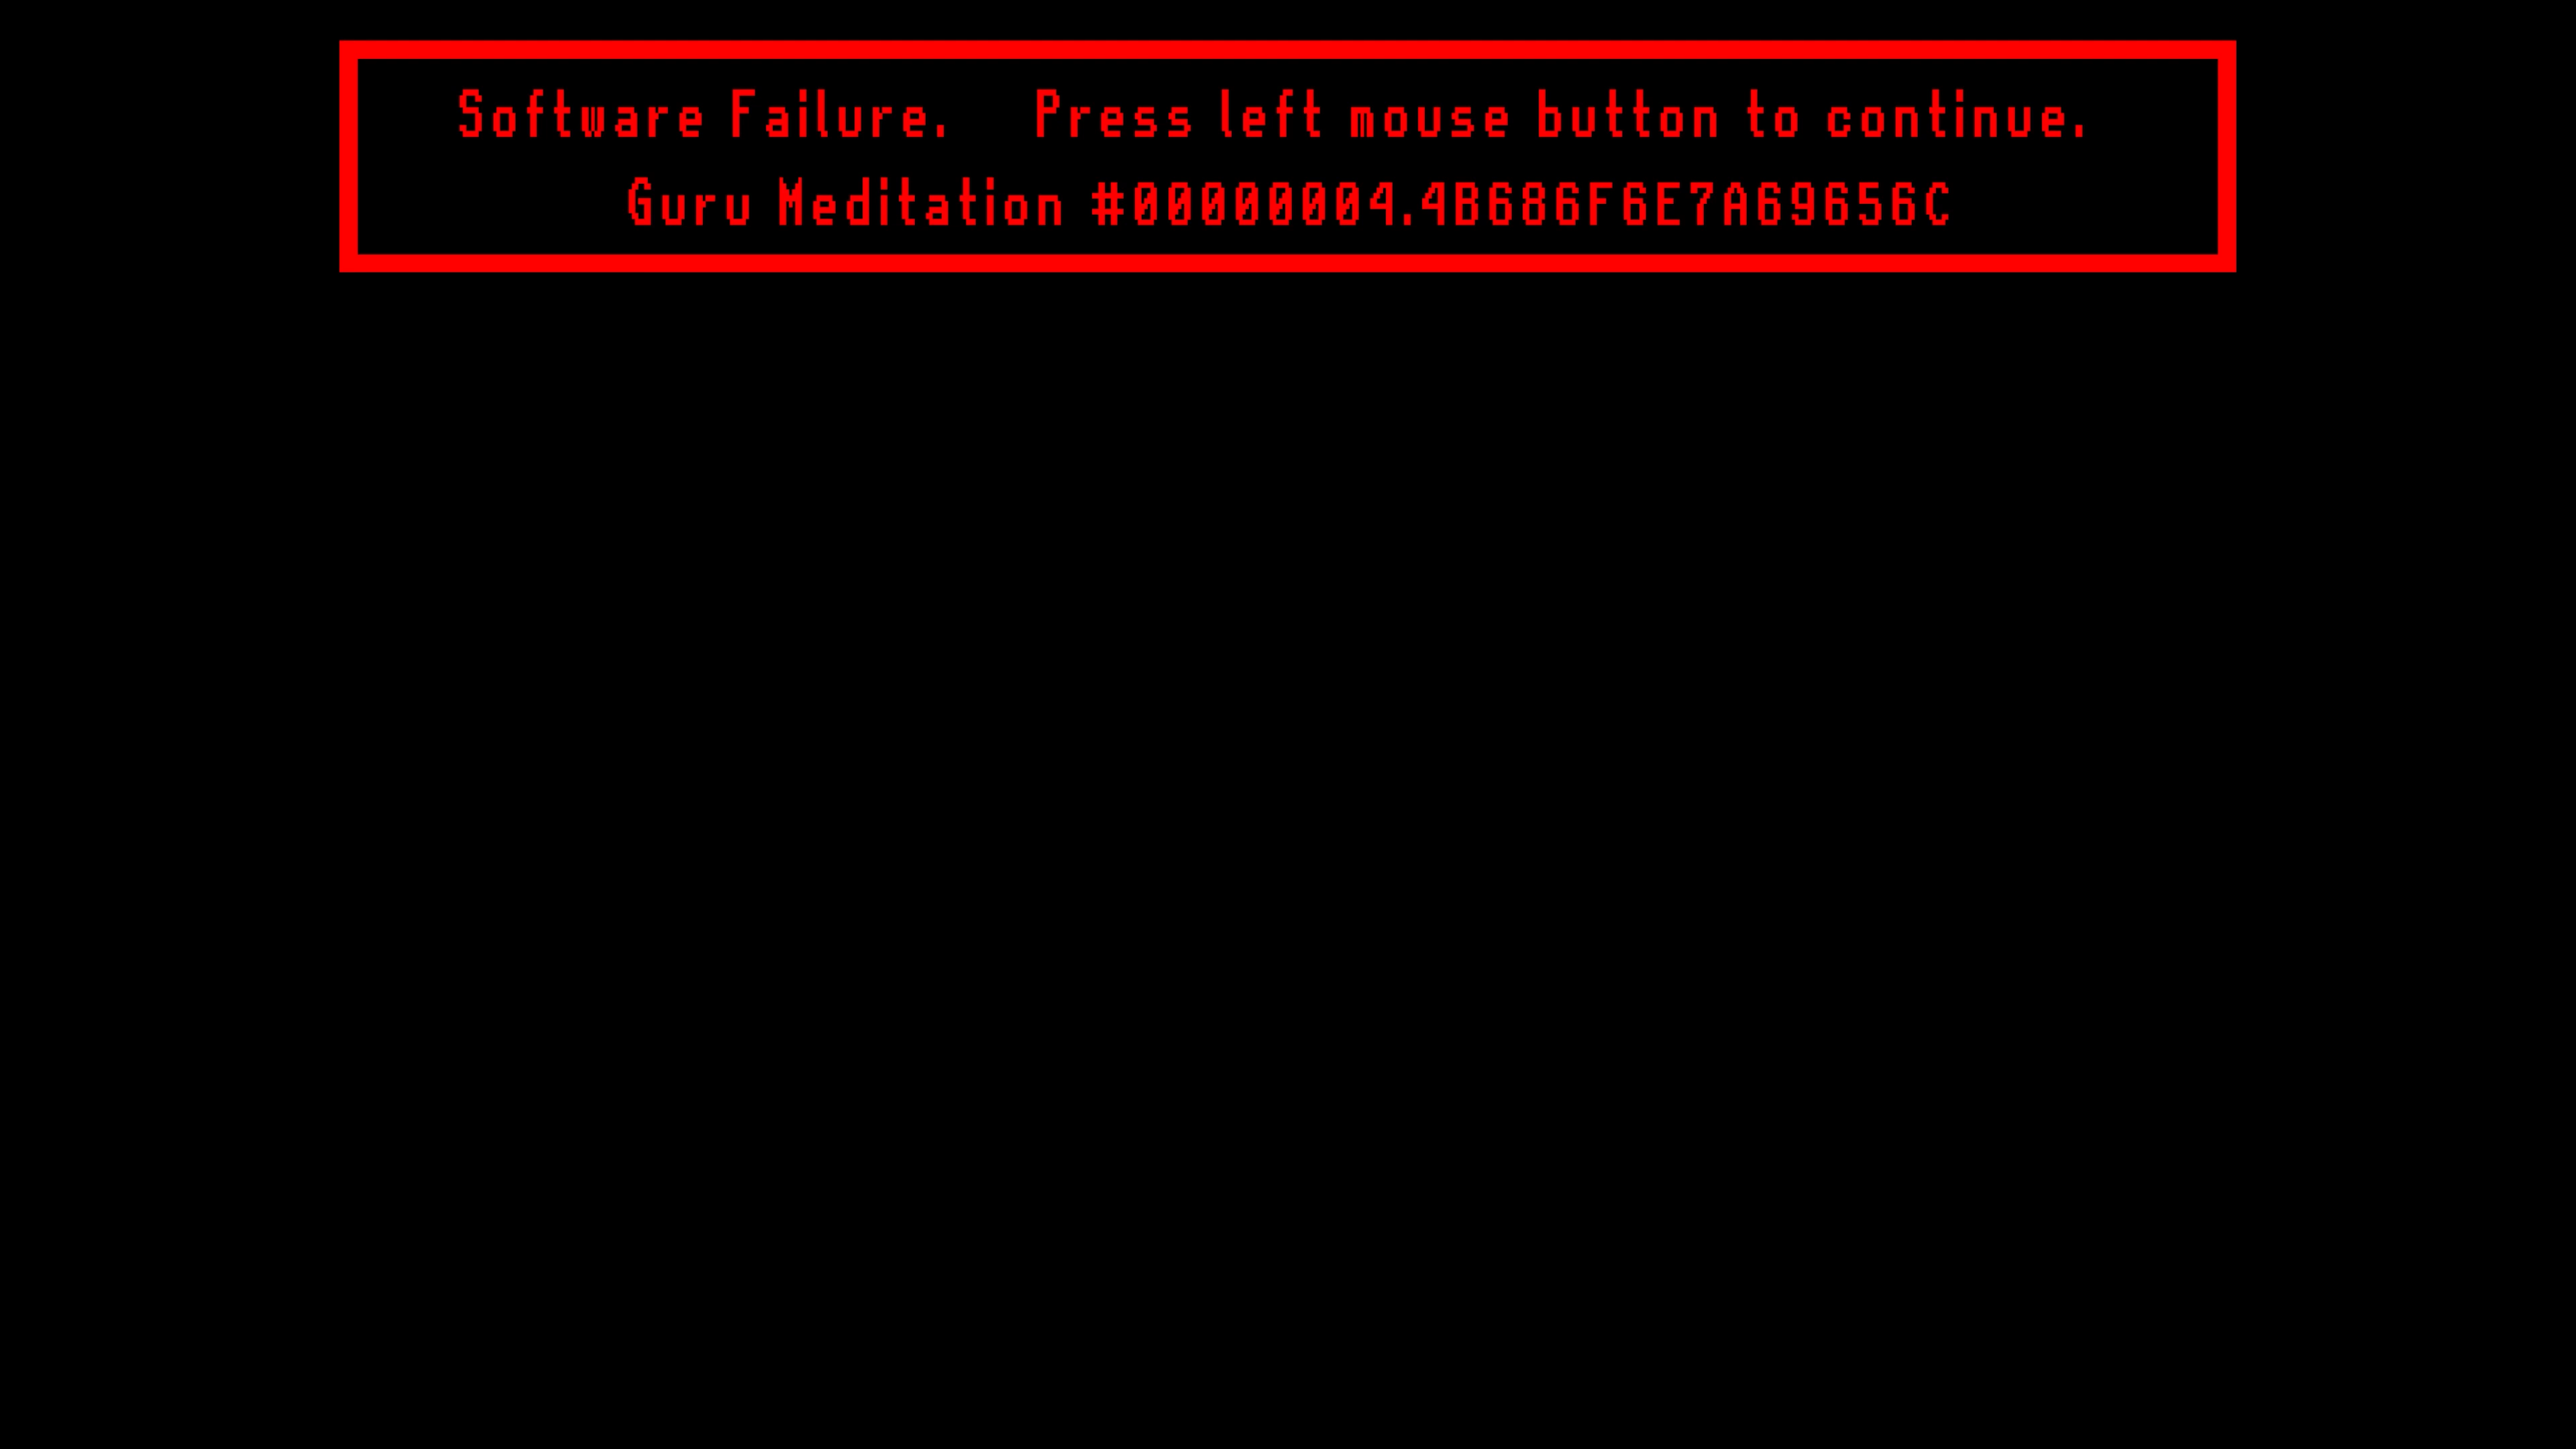 Software Failure.   Press left mouse button to continue.
Guru Meditation #00000004.4B686F6E7A69656C